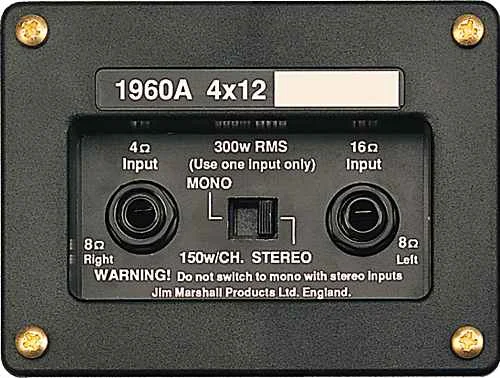 1960A 4x12
4Ω 300w RMS 16Ω
Input (Use one input only) Input
MONO
8Ω 150w/CH. STEREO 8Ω
Right Left
WARNING! Do not switch to mono with stereo inputs
Jim Marshall Products Ltd. England.